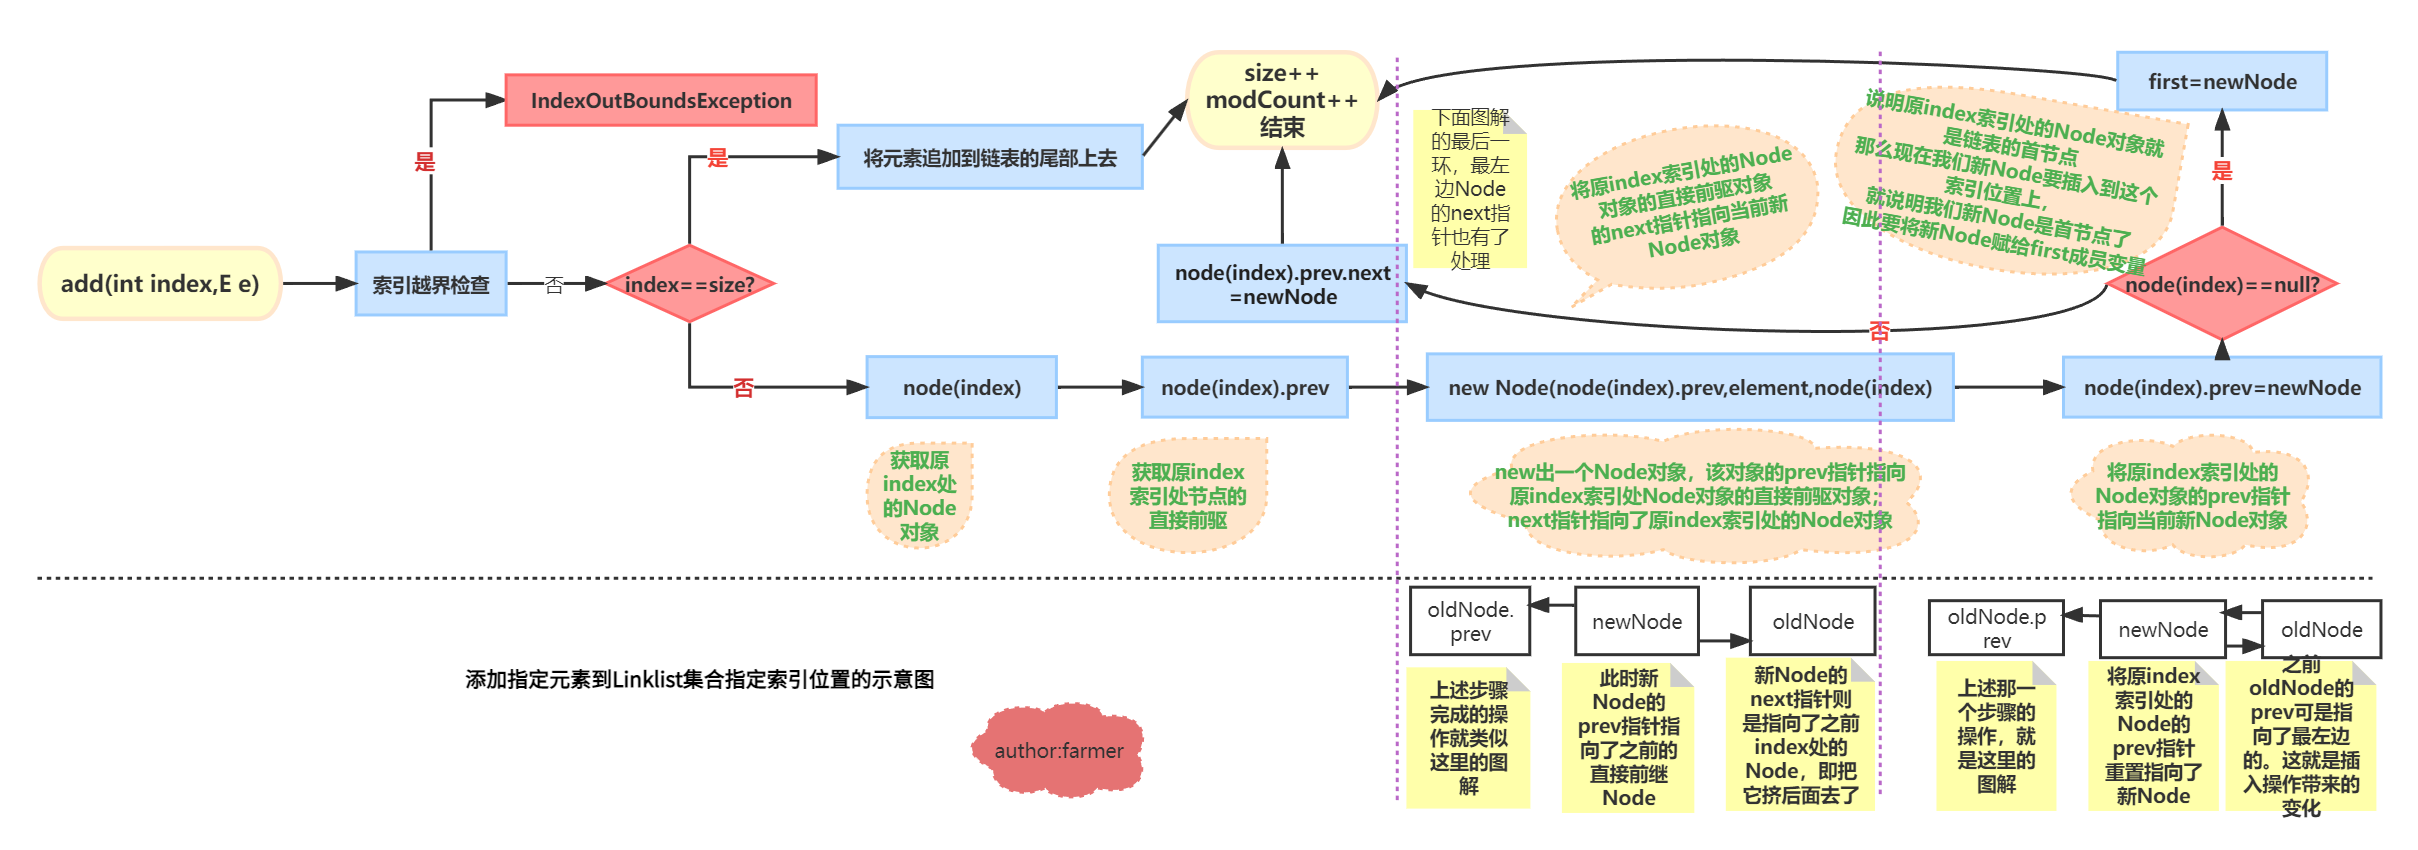 IndexOutBoundsException
是
add(int index,E e)
索引越界检查
否
index==size?
是
将元素追加到链表的尾部上去
size++
modCount++
结束
否
node(index)
node(index).prev
new Node(node(index).prev,element,node(index)
node(index).prev=newNode
node(index)==null?
是
first=newNode
否
node(index).prev.next
=newNode
下面图解
的最后一
环，最左
边Node
的next指
针也有了
处理
将原index索引处的Node
对象的直接前驱对象
的next指针指向当前新
Node对象
说明原index索引处的Node对象就
是链表的首节点
那么现在我们新Node要插入到这个
索引位置上，
就说明我们新Node是首节点了
因此要将新Node赋给first成员变量
获取原
index处
的Node
对象
获取原index
索引处节点的
直接前驱
new出一个Node对象，该对象的prev指针指向
原index索引处Node对象的直接前驱对象；
next指针指向了原index索引处的Node对象
将原index索引处的
Node对象的prev指针
指向当前新Node对象
oldNode.
prev
newNode
oldNode
oldNode.p
rev
newNode
oldNode
上述步骤
完成的操
作就类似
这里的图
解
此时新
Node的
prev指针指
向了之前的
直接前继
Node
新Node的
next指针则
是指向了之前
index处的
Node，即把
它挤后面去了
上述那一
个步骤的
操作，就
是这里的
图解
将原index
索引处的
Node的
prev指针
重置指向了
新Node
之前
oldNode的
prev可是指
向了最左边
的。这就是插
入操作带来的
变化
添加指定元素到Linklist集合指定索引位置的示意图
author:farmer